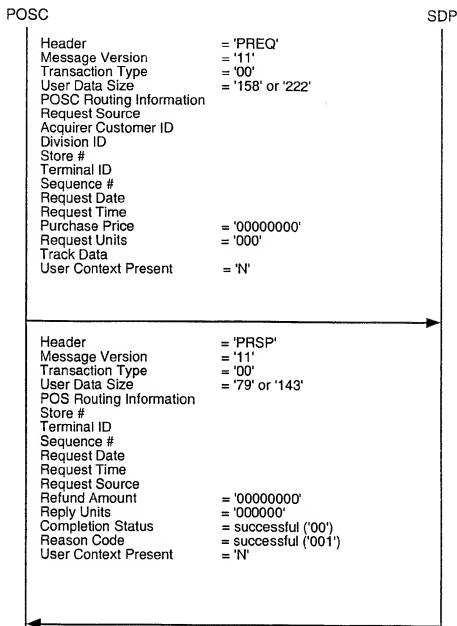 POSC SDP
Header = 'PREQ'
Message Version = '11'
Transaction Type = '00'
User Data Size = '158' or '222'
POSC Routing Information
Request Source
Acquirer Customer ID
Division ID
Store #
Terminal ID
Sequence #
Request Date
Request Time
Purchase Price = '00000000'
Request Units = '000'
Track Data
User Context Present = 'N'
Header = 'PRSP'
Message Version = '11'
Transaction Type = '00'
User Data Size = '79' or '143'
POS Routing Information
Store #
Terminal ID
Sequence #
Request Date
Request Time
Request Source
Refund Amount = '00000000'
Reply Units = '000000'
Completion Status = successful ('00')
Reason Code = successful ('001')
User Context Present = 'N'